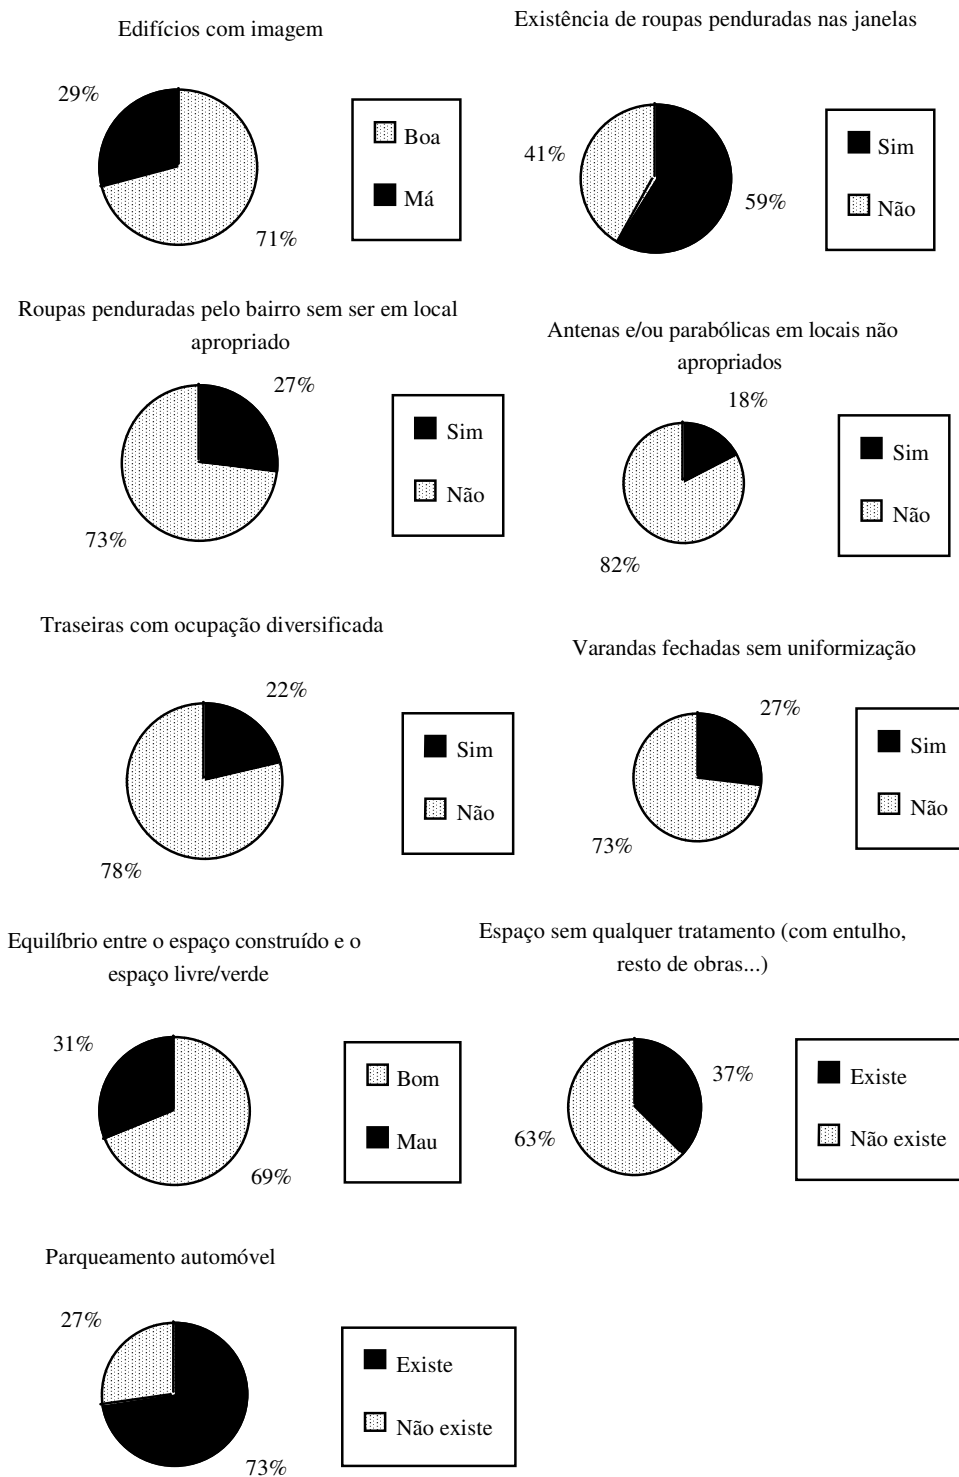 Edifícios com imagem
29%
71%
Boa
Má
Existência de roupas penduradas nas janelas
41%
59%
Sim
Não
Roupas penduradas pelo bairro sem ser em local
apropriado
27%
73%
Sim
Não
Antenas e/ou parabólicas em locais não
apropriados
18%
82%
Sim
Não
Traseiras com ocupação diversificada
22%
78%
Sim
Não
Varandas fechadas sem uniformização
27%
73%
Sim
Não
Equilíbrio entre o espaço construído e o
espaço livre/verde
31%
69%
Bom
Mau
Espaço sem qualquer tratamento (com entulho,
resto de obras...)
37%
63%
Existe
Não existe
Parqueamento automóvel
27%
73%
Existe
Não existe